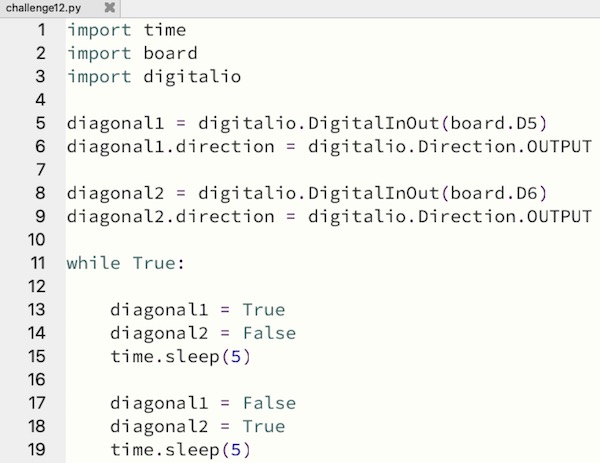 challenge12.py
1 import time
2 import board
3 import digitalio
4
5 diagonal1 = digitalio.DigitalInOut(board.D5)
6 diagonal1.direction = digitalio.Direction.OUTPUT
7
8 diagonal2 = digitalio.DigitalInOut(board.D6)
9 diagonal2.direction = digitalio.Direction.OUTPUT
10
11 while True:
12
13     diagonal1 = True
14     diagonal2 = False
15     time.sleep(5)
16
17     diagonal1 = False
18     diagonal2 = True
19     time.sleep(5)